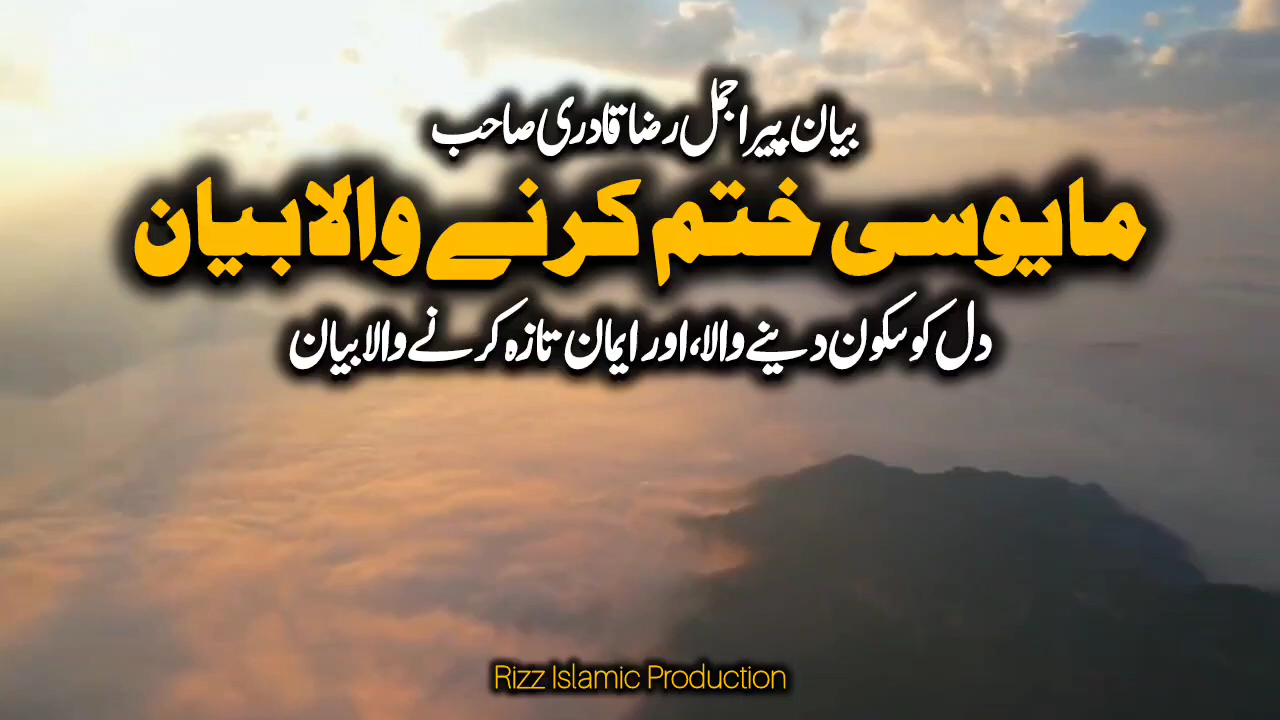 بیان پیر اجمل رضا قادری صاحب
مایوسی ختم کرنے والا بیان
دل کو سکون دینے والا، اور ایمان تازہ کرنے والا بیان
Rizz Islamic Production